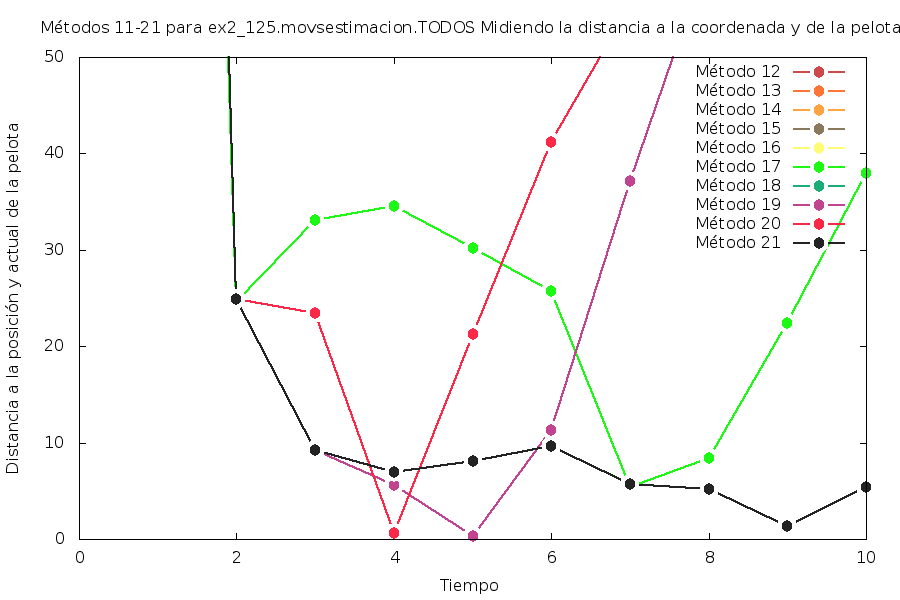 Métodos 11-21 para ex2_125.movsestimacion.TODOS Midiendo la distancia a la coordenada y de la pelota
50
40
30
20
10
0
Distancia a la posición y actual de la pelota
Método 12
Método 13
Método 14
Método 15
Método 16
Método 17
Método 18
Método 19
Método 20
Método 21
0 2 4 6 8 10
Tiempo